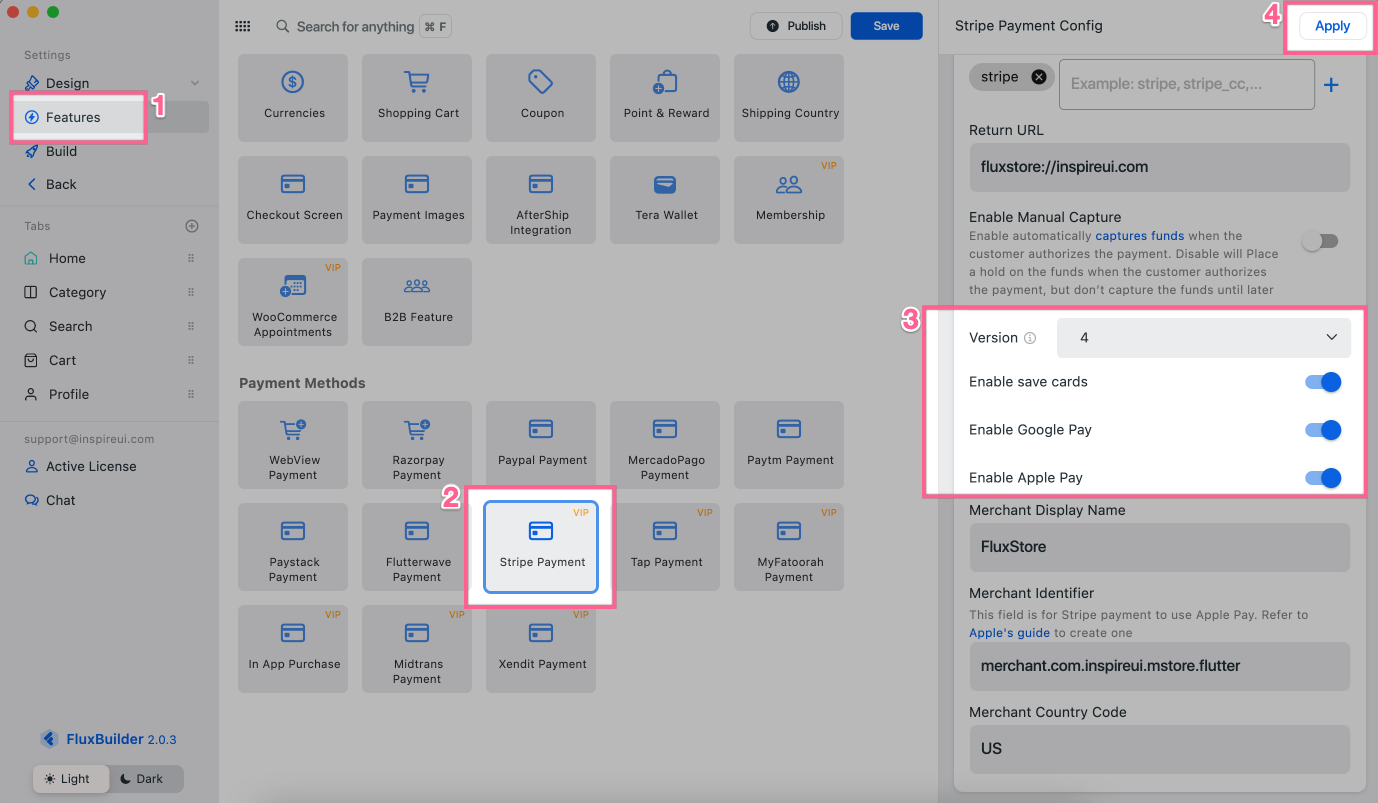 Settings
Design
Features
1
Build
Back
Tabs
Home
Category
Search
Cart
Profile
support@inspireui.com
Active License
Chat
FluxBuilder 2.0.3
Light
Dark
Search for anything
⌘ F
Publish
Save
Currencies
Shopping Cart
Coupon
Point & Reward
Shipping Country
Checkout Screen
Payment Images
AfterShip
Integration
Tera Wallet
VIP
Membership
VIP
WooCommerce
Appointments
B2B Feature
Payment Methods
WebView
Payment
Razorpay
Payment
Paypal Payment
MercadoPago
Payment
Paytm Payment
Paystack
Payment
Flutterwave
Payment
2
VIP
Stripe Payment
VIP
Tap Payment
VIP
MyFatoorah
Payment
VIP
In App Purchase
VIP
Midtrans
Payment
VIP
Xendit Payment
Stripe Payment Config
4
Apply
stripe
Example: stripe, stripe_cc,...
Return URL
fluxstore://inspireui.com
Enable Manual Capture
Enable automatically captures funds when the
customer authorizes the payment. Disable will Place
a hold on the funds when the customer authorizes
the payment, but don't capture the funds until later
3
Version
4
Enable save cards
Enable Google Pay
Enable Apple Pay
Merchant Display Name
FluxStore
Merchant Identifier
This field is for Stripe payment to use Apple Pay. Refer to
Apple's guide to create one
merchant.com.inspireui.mstore.flutter
Merchant Country Code
US